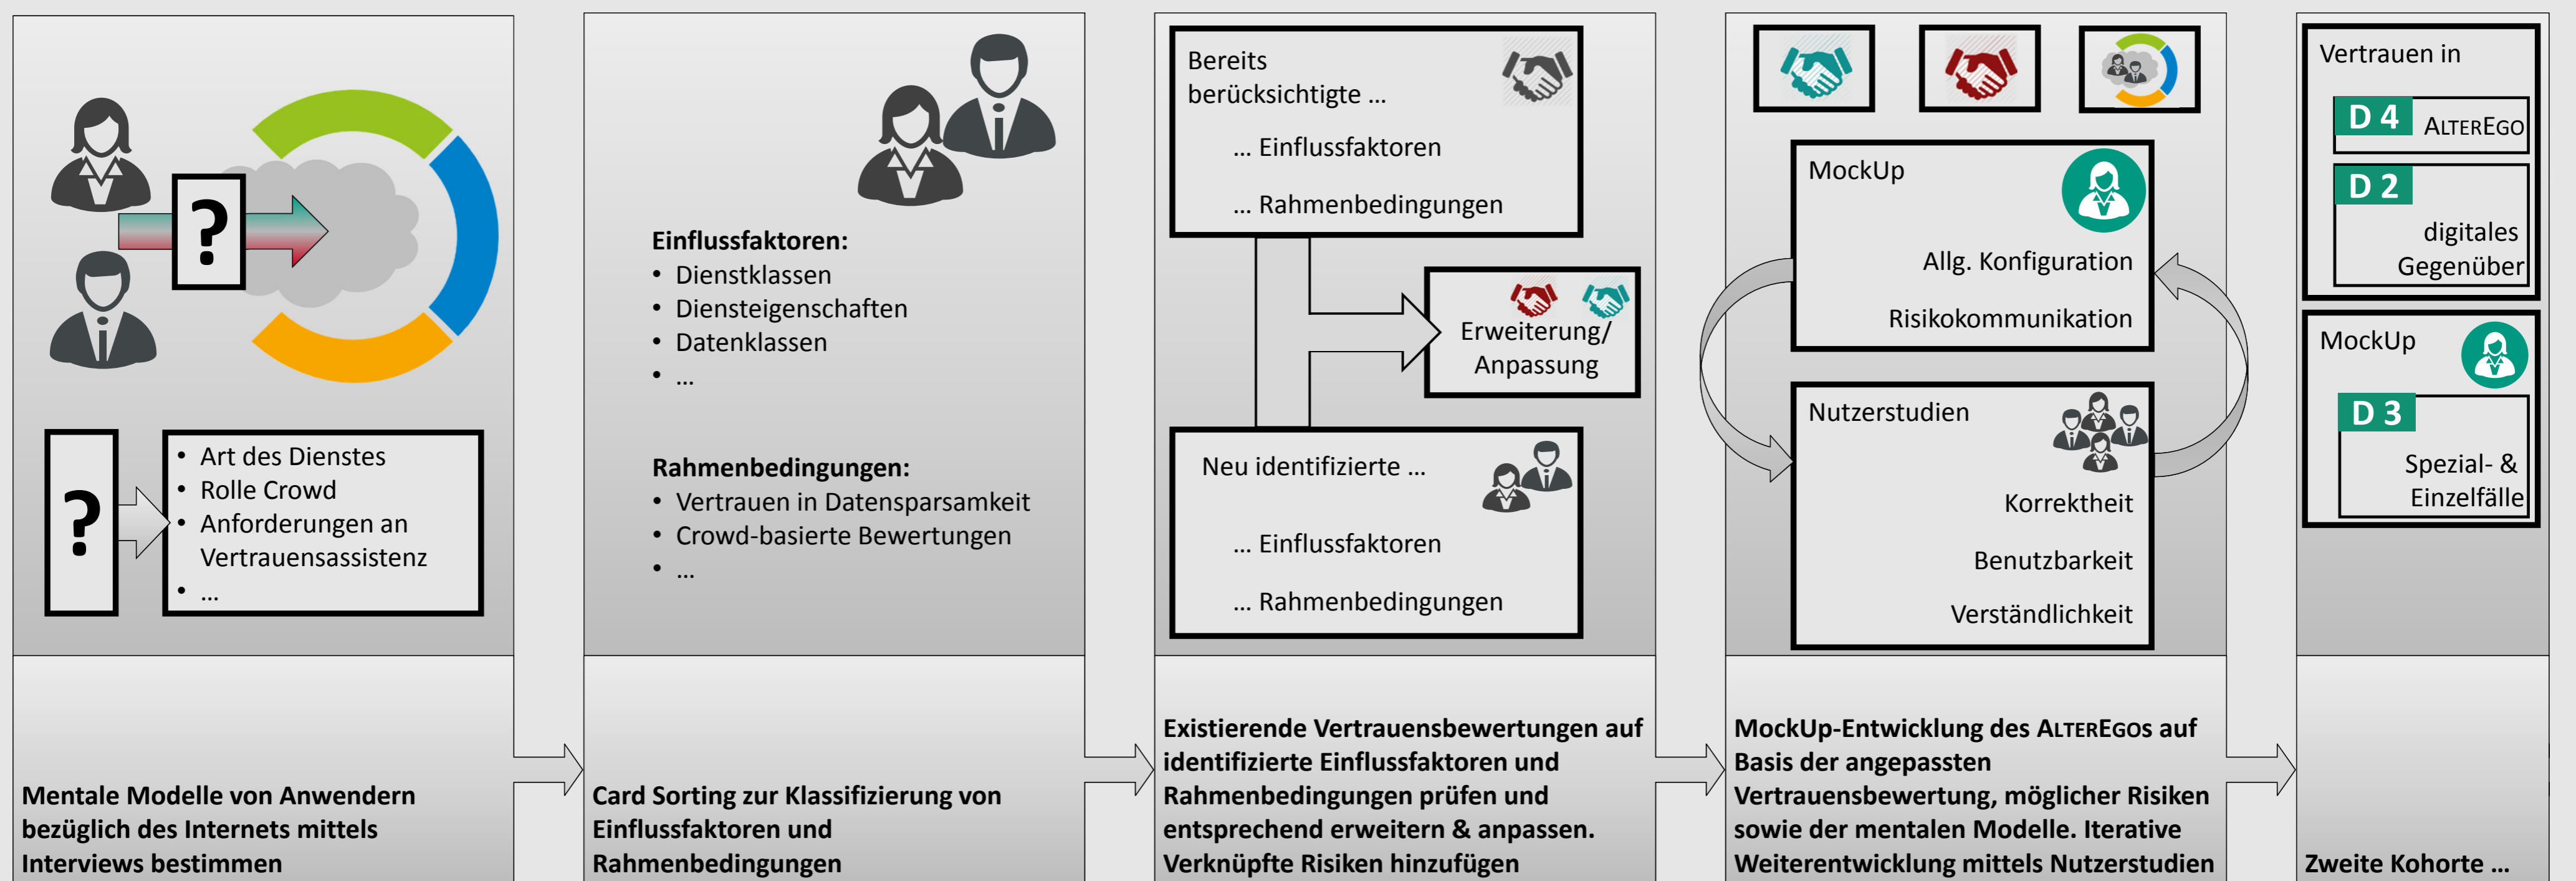 ?
?
• Art des Dienstes
• Rolle Crowd
• Anforderungen an
Vertrauensassistenz
• ...
Mentale Modelle von Anwendern
bezüglich des Internets mittels
Interviews bestimmen
Einflussfaktoren:
• Dienstklassen
• Diensteigenschaften
• Datenklassen
• ...
Rahmenbedingungen:
• Vertrauen in Datensparsamkeit
• Crowd-basierte Bewertungen
• ...
Card Sorting zur Klassifizierung von
Einflussfaktoren und
Rahmenbedingungen
Bereits
berücksichtigte ...
... Einflussfaktoren
... Rahmenbedingungen
Erweiterung/
Anpassung
Neu identifizierte ...
... Einflussfaktoren
... Rahmenbedingungen
Existierende Vertrauensbewertungen auf
identifizierte Einflussfaktoren und
Rahmenbedingungen prüfen und
entsprechend erweitern & anpassen.
Verknüpfte Risiken hinzufügen
MockUp
Allg. Konfiguration
Risikokommunikation
Nutzerstudien
Korrektheit
Benutzbarkeit
Verständlichkeit
MockUp-Entwicklung des ALTEREGOS auf
Basis der angepassten
Vertrauensbewertung, möglicher Risiken
sowie der mentalen Modelle. Iterative
Weiterentwicklung mittels Nutzerstudien
Vertrauen in
D 4 ALTEREGO
D 2
digitales
Gegenüber
MockUp
D 3
Spezial- &
Einzelfälle
Zweite Kohorte ...